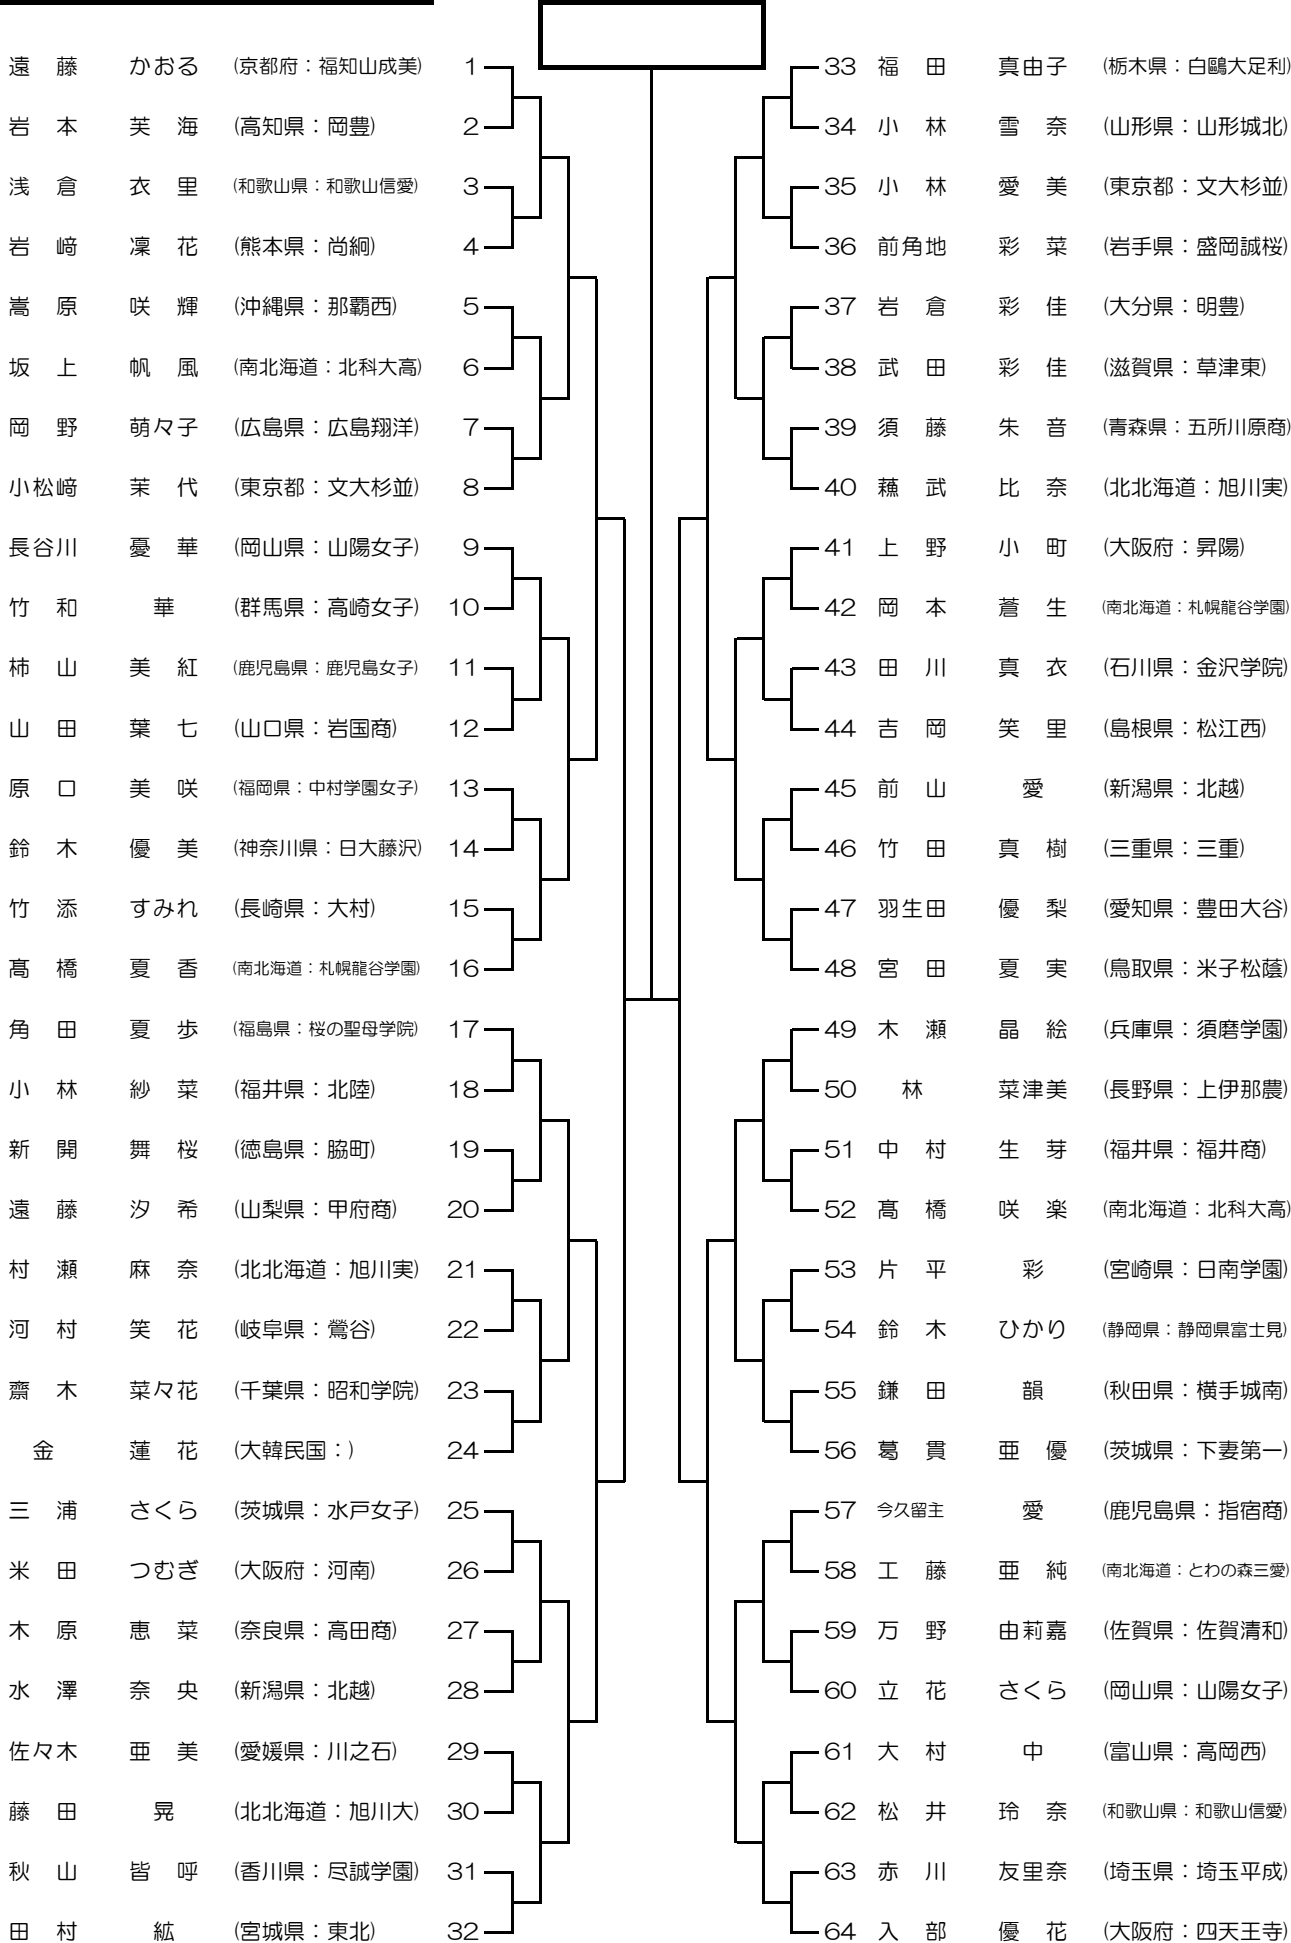 遠藤 かおる (京都府：福知山成美) 1
岩本 芙海 (高知県：岡豊) 2
浅倉 衣里 (和歌山県：和歌山信愛) 3
岩﨑 凜花 (熊本県：尚絅) 4
嵩原 咲輝 (沖縄県：那覇西) 5
坂上 帆風 (南北海道：北科大高) 6
岡野 萌々子 (広島県：広島翔洋) 7
小松﨑 茉代 (東京都：文大杉並) 8
長谷川 憂華 (岡山県：山陽女子) 9
竹和 華 (群馬県：高崎女子) 10
柿山 美紅 (鹿児島県：鹿児島女子) 11
山田 葉七 (山口県：岩国商) 12
原口 美咲 (福岡県：中村学園女子) 13
鈴木 優美 (神奈川県：日大藤沢) 14
竹添 すみれ (長崎県：大村) 15
髙橋 夏香 (南北海道：札幌龍谷学園) 16
角田 夏歩 (福島県：桜の聖母学院) 17
小林 紗菜 (福井県：北陸) 18
新開 舞桜 (徳島県：脇町) 19
遠藤 汐希 (山梨県：甲府商) 20
村瀬 麻奈 (北北海道：旭川実) 21
河村 笑花 (岐阜県：鶯谷) 22
齋木 菜々花 (千葉県：昭和学院) 23
金 蓮花 (大韓民国：) 24
三浦 さくら (茨城県：水戸女子) 25
米田 つむぎ (大阪府：河南) 26
木原 恵菜 (奈良県：高田商) 27
水澤 奈央 (新潟県：北越) 28
佐々木 亜美 (愛媛県：川之石) 29
藤田 晃 (北北海道：旭川大) 30
秋山 皆呼 (香川県：尽誠学園) 31
田村 紘 (宮城県：東北) 32
33 福田 真由子 (栃木県：白鷗大足利)
34 小林 雪奈 (山形県：山形城北)
35 小林 愛美 (東京都：文大杉並)
36 前角地 彩菜 (岩手県：盛岡誠桜)
37 岩倉 彩佳 (大分県：明豊)
38 武田 彩佳 (滋賀県：草津東)
39 須藤 朱音 (青森県：五所川原商)
40 蘓武 比奈 (北北海道：旭川実)
41 上野 小町 (大阪府：昇陽)
42 岡本 蒼生 (南北海道：札幌龍谷学園)
43 田川 真衣 (石川県：金沢学院)
44 吉岡 笑里 (島根県：松江西)
45 前山 愛 (新潟県：北越)
46 竹田 真樹 (三重県：三重)
47 羽生田 優梨 (愛知県：豊田大谷)
48 宮田 夏実 (鳥取県：米子松蔭)
49 木瀬 晶絵 (兵庫県：須磨学園)
50 林 菜津美 (長野県：上伊那農)
51 中村 生芽 (福井県：福井商)
52 髙橋 咲楽 (南北海道：北科大高)
53 片平 彩 (宮崎県：日南学園)
54 鈴木 ひかり (静岡県：静岡県富士見)
55 鎌田 韻 (秋田県：横手城南)
56 葛貫 亜優 (茨城県：下妻第一)
57 今久留主 愛 (鹿児島県：指宿商)
58 工藤 亜純 (南北海道：とわの森三愛)
59 万野 由莉嘉 (佐賀県：佐賀清和)
60 立花 さくら (岡山県：山陽女子)
61 大村 中 (富山県：高岡西)
62 松井 玲奈 (和歌山県：和歌山信愛)
63 赤川 友里奈 (埼玉県：埼玉平成)
64 入部 優花 (大阪府：四天王寺)